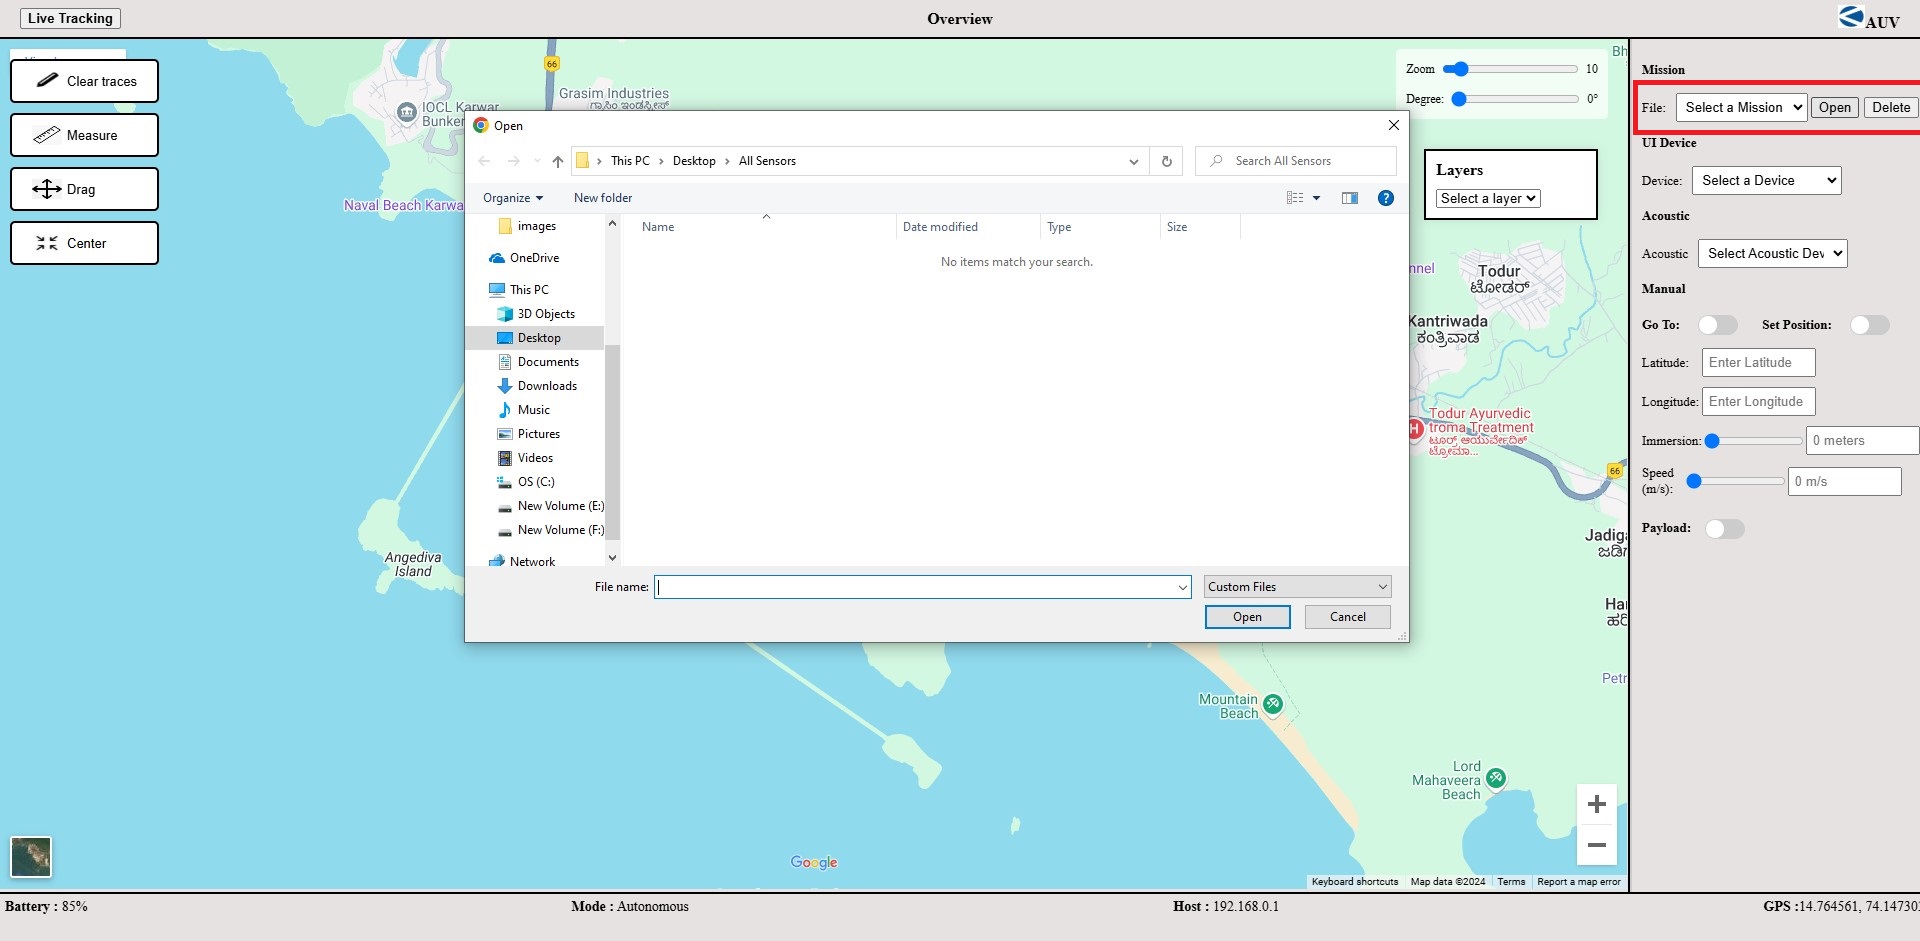 Live Tracking
Overview
AUV
Clear traces
Measure
Drag
Center
66
IOCL Karwar
Bunker
Grasim Industries
ಗ್ರಾಸಿಂ ಇಂಡಸ್ಟ್ರೀಸ್
Naval Beach Karwa
Zoom 10
Degree: 0°
Bh
Layers
Select a layer
Open
This PC > Desktop > All Sensors
Search All Sensors
Organize
New folder
images
OneDrive
This PC
3D Objects
Desktop
Documents
Downloads
Music
Pictures
Videos
OS (C:)
New Volume (E:)
New Volume (F:)
Network
Name
Date modified
Type
Size
No items match your search.
File name:
Custom Files
Open
Cancel
nnel
Todur
ಟೋಡರ್
Kantriwada
ಕಂತ್ರಿವಾಡ
H
Todur Ayurvedic
troma Treatment
ಟೂರ್ ಆಯುರ್ವೇದಿಕ್
ಟ್ರೋಮಾ...
66
Jadiga
ಜಡಿ
Ha
ಹ
Petr
Angediva
Island
Mountain
Beach
Lord
Mahaveera
Beach
Google
Keyboard shortcuts
Map data ©2024
Terms
Report a map error
Mission
File: Select a Mission Open Delete
UI Device
Device: Select a Device
Acoustic
Acoustic Select Acoustic Dev
Manual
Go To: Set Position:
Latitude: Enter Latitude
Longitude: Enter Longitude
Immersion: 0 meters
Speed
(m/s): 0 m/s
Payload:
Battery : 85%
Mode : Autonomous
Host : 192.168.0.1
GPS :14.764561, 74.147303